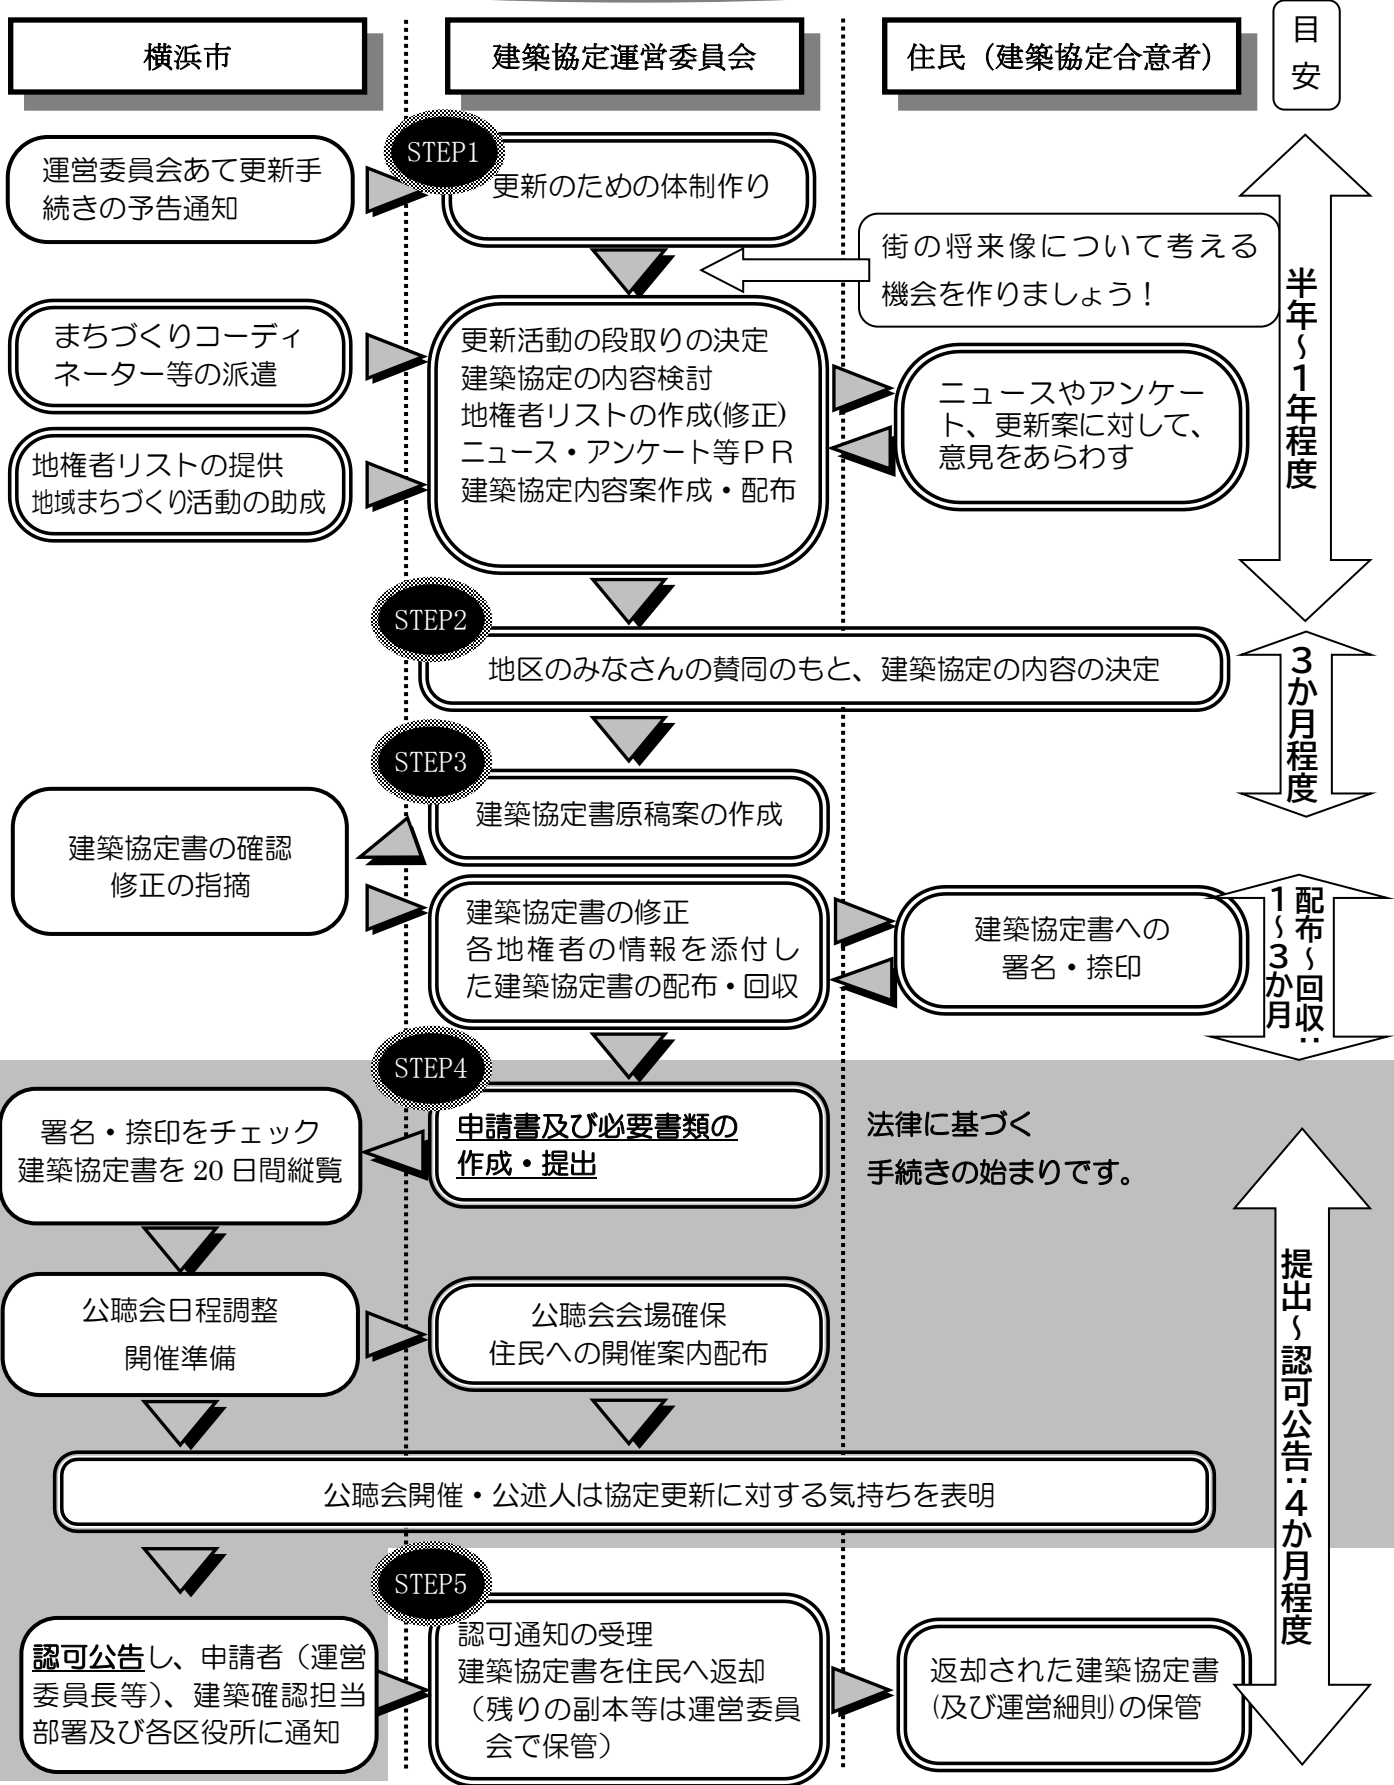 横浜市
建築協定運営委員会
住民（建築協定合意者）
目
安
運営委員会あて更新手
続きの予告通知
STEP1
更新のための体制作り
街の将来像について考える
機会を作りましょう！
半年～1年程度
まちづくりコーディ
ネーター等の派遣
地権者リストの提供
地域まちづくり活動の助成
更新活動の段取りの決定
建築協定の内容検討
地権者リストの作成(修正)
ニュース・アンケート等ＰＲ
建築協定内容案作成・配布
ニュースやアンケー
ト、更新案に対して、
意見をあらわす
STEP2
地区のみなさんの賛同のもと、建築協定の内容の決定
３か月程度
STEP3
建築協定書原稿案の作成
建築協定書の確認
修正の指摘
建築協定書の修正
各地権者の情報を添付し
た建築協定書の配布・回収
建築協定書への
署名・捺印
配布～回収：
１～３か月
STEP4
申請書及び必要書類の
作成・提出
法律に基づく
手続きの始まりです。
署名・捺印をチェック
建築協定書を 20 日間縦覧
公聴会日程調整
開催準備
公聴会会場確保
住民への開催案内配布
提出～認可公告：４か月程度
公聴会開催・公述人は協定更新に対する気持ちを表明
STEP5
認可公告し、申請者（運営
委員長等）、建築確認担当
部署及び各区役所に通知
認可通知の受理
建築協定書を住民へ返却
（残りの副本等は運営委員
会で保管）
返却された建築協定書
(及び運営細則)の保管